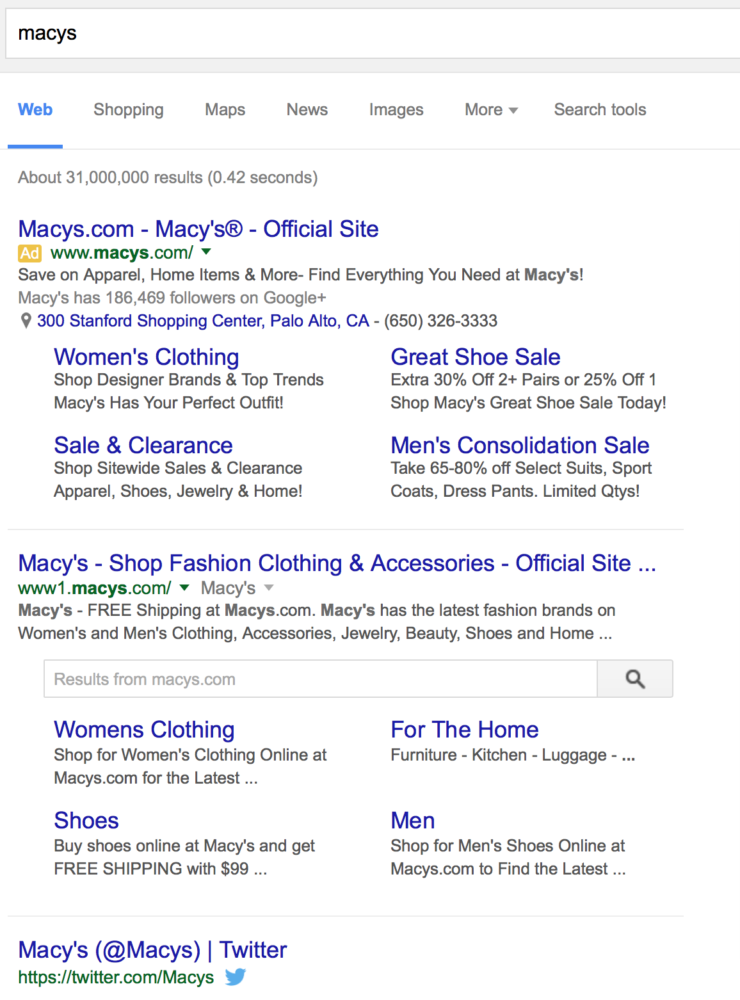 macys
Web Shopping Maps News Images More Search tools
About 31,000,000 results (0.42 seconds)
Macys.com - Macy's® - Official Site
Ad www.macys.com/
Save on Apparel, Home Items & More- Find Everything You Need at Macy's!
Macy's has 186,469 followers on Google+
300 Stanford Shopping Center, Palo Alto, CA - (650) 326-3333
Women's Clothing
Shop Designer Brands & Top Trends
Macy's Has Your Perfect Outfit!
Great Shoe Sale
Extra 30% Off 2+ Pairs or 25% Off 1
Shop Macy's Great Shoe Sale Today!
Sale & Clearance
Shop Sitewide Sales & Clearance
Apparel, Shoes, Jewelry & Home!
Men's Consolidation Sale
Take 65-80% off Select Suits, Sport
Coats, Dress Pants. Limited Qtys!
Macy's - Shop Fashion Clothing & Accessories - Official Site ...
www1.macys.com/ Macy's
Macy's - FREE Shipping at Macys.com. Macy's has the latest fashion brands on
Women's and Men's Clothing, Accessories, Jewelry, Beauty, Shoes and Home ...
Results from macys.com
Womens Clothing
Shop for Women's Clothing Online at
Macys.com for the Latest ...
For The Home
Furniture - Kitchen - Luggage - ...
Shoes
Buy shoes online at Macy's and get
FREE SHIPPING with $99 ...
Men
Shop for Men's Shoes Online at
Macys.com to Find the Latest ...
Macy's (@Macys) | Twitter
https://twitter.com/Macys